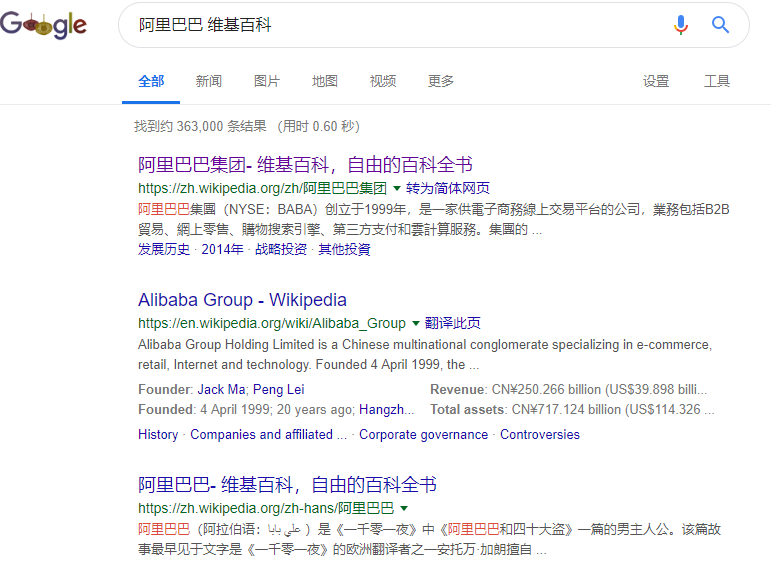 Google
阿里巴巴 维基百科
全部 新闻 图片 地图 视频 更多 设置 工具
找到约 363,000 条结果 （用时 0.60 秒）
阿里巴巴集团- 维基百科，自由的百科全书
https://zh.wikipedia.org/zh/阿里巴巴集团 转为简体网页
阿里巴巴集團（NYSE：BABA）创立于1999年，是一家供電子商務線上交易平台的公司，業務包括B2B
貿易、網上零售、購物搜索引擎、第三方支付和雲計算服務。集團的 ...
发展历史 · 2014年 · 战略投资 · 其他投資
Alibaba Group - Wikipedia
https://en.wikipedia.org/wiki/Alibaba_Group 翻译此页
Alibaba Group Holding Limited is a Chinese multinational conglomerate specializing in e-commerce,
retail, Internet and technology. Founded 4 April 1999, the ...
Founder: Jack Ma; Peng Lei Revenue: CN¥250.266 billion (US$39.898 billi...
Founded: 4 April 1999; 20 years ago; Hangzh... Total assets: CN¥717.124 billion (US$114.326 ...
History · Companies and affiliated ... · Corporate governance · Controversies
阿里巴巴- 维基百科，自由的百科全书
https://zh.wikipedia.org/zh-hans/阿里巴巴
阿里巴巴（阿拉伯语：علي بابا ）是《一千零一夜》中《阿里巴巴和四十大盗》一篇的男主人公。该篇故
事最早见于文字是《一千零一夜》的欧洲翻译者之一安托万·加朗擅自 ...